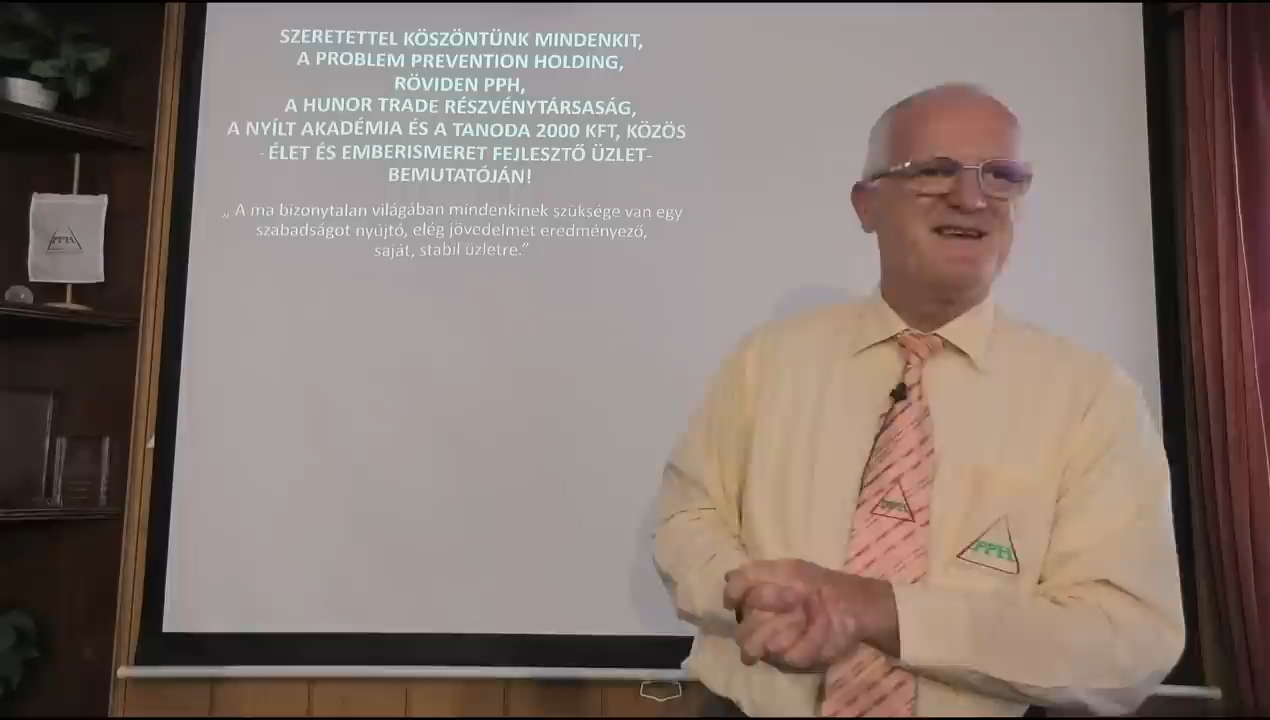 SZERETETTEL KÖSZÖNTÜNK MINDENKIT,
A PROBLEM PREVENTION HOLDING,
RÖVIDEN PPH,
A HUNOR TRADE RÉSZVÉNYTÁRSASÁG,
A NYÍLT AKADÉMIA ÉS A TANODA 2000 KFT, KÖZÖS
- ÉLET ÉS EMBERISMERET FEJLESZTŐ ÜZLET-
BEMUTATÓJÁN!
„ A ma bizonytalan világában mindenkinek szüksége van egy
szabadságot nyújtó, elég jövedelmet eredményező,
saját, stabil üzletre.”
PPH
PPH
PPH